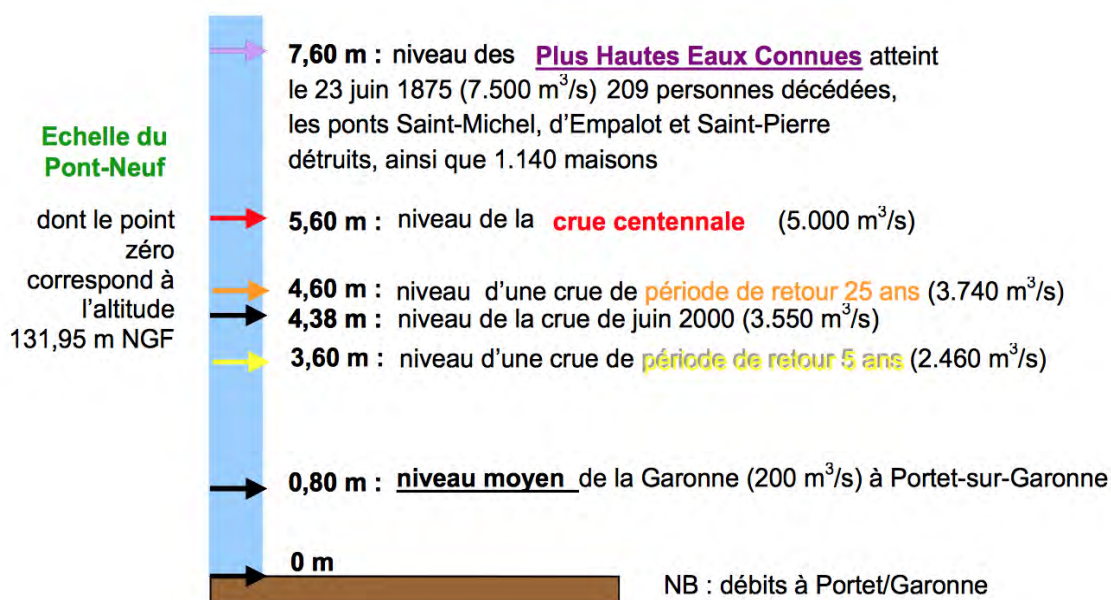 Echelle du
Pont-Neuf
dont le point
zéro
correspond à
l'altitude
131,95 m NGF
7,60 m : niveau des Plus Hautes Eaux Connues atteint
le 23 juin 1875 (7.500 m³/s) 209 personnes décédées,
les ponts Saint-Michel, d'Empalot et Saint-Pierre
détruits, ainsi que 1.140 maisons
5,60 m : niveau de la crue centennale (5.000 m³/s)
4,60 m : niveau d'une crue de période de retour 25 ans (3.740 m³/s)
4,38 m : niveau de la crue de juin 2000 (3.550 m³/s)
3,60 m : niveau d'une crue de période de retour 5 ans (2.460 m³/s)
0,80 m : niveau moyen de la Garonne (200 m³/s) à Portet-sur-Garonne
0 m
NB : débits à Portet/Garonne